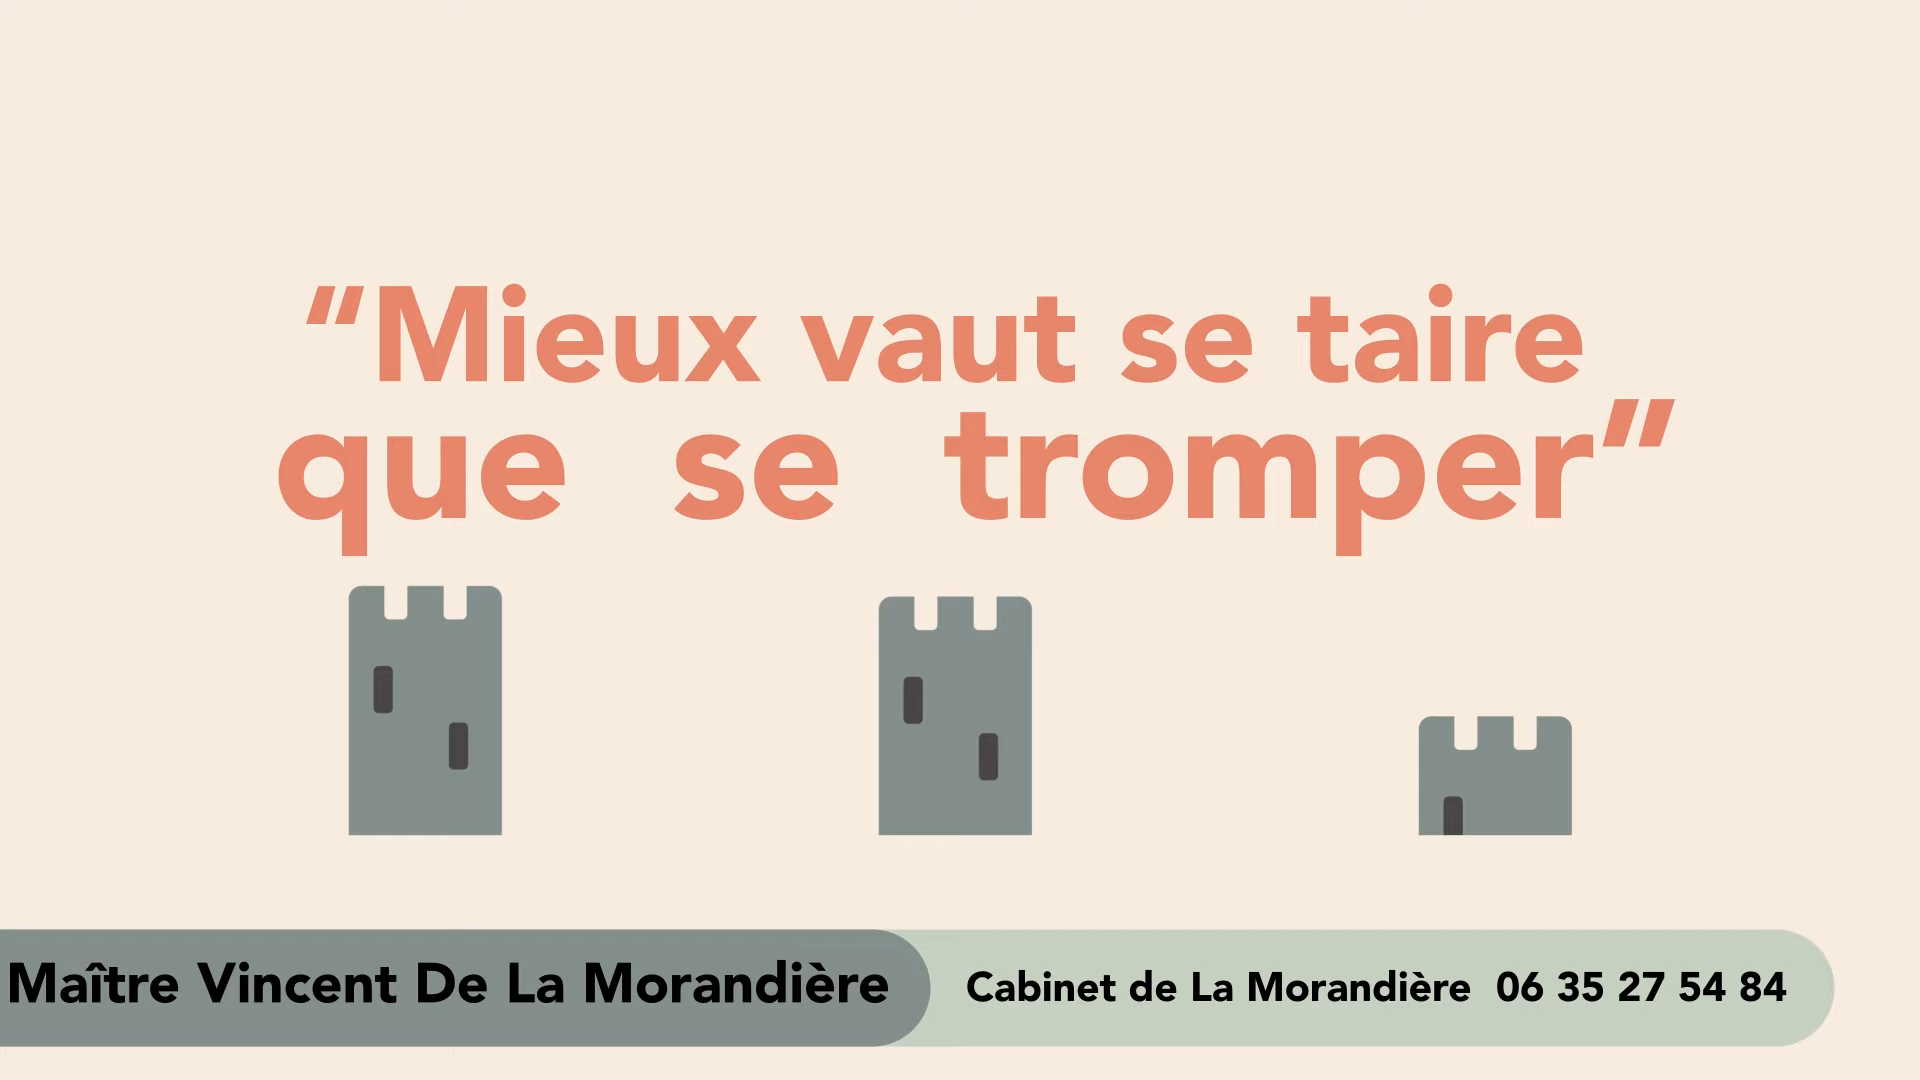 “Mieux vaut se taire
que se tromper”
Maître Vincent De La Morandière
Cabinet de La Morandière 06 35 27 54 84